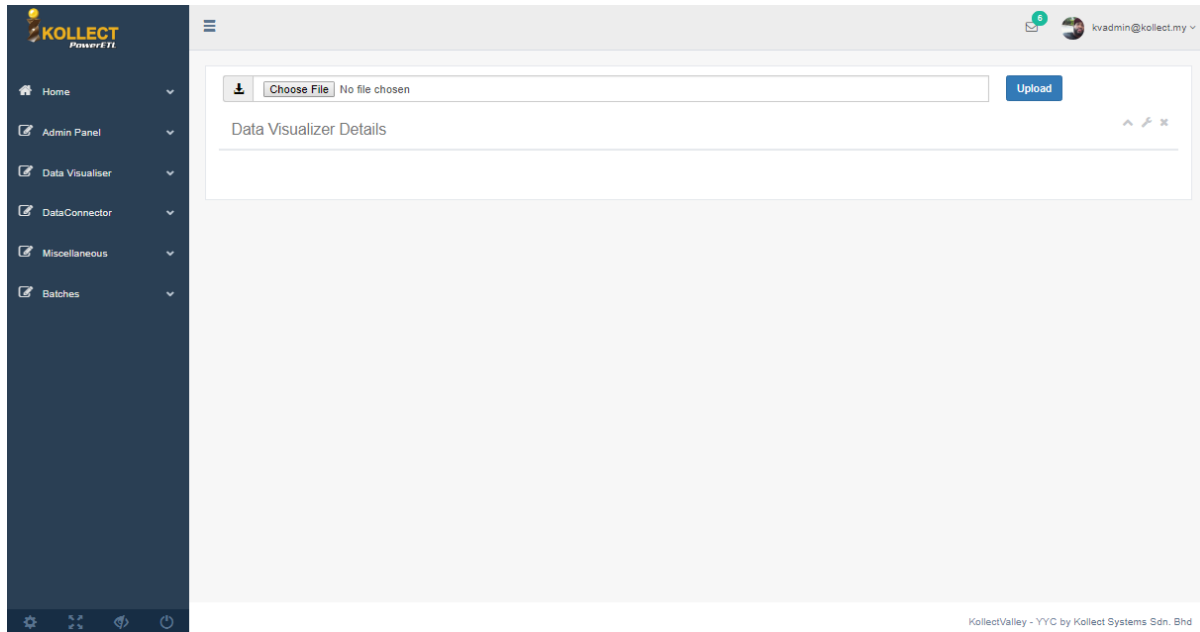 KOLLECT
PowerETL
6
kvadmin@kollect.my
Home
Admin Panel
Data Visualiser
DataConnector
Miscellaneous
Batches
Choose File No file chosen
Upload
Data Visualizer Details
KollectValley - YYC by Kollect Systems Sdn. Bhd